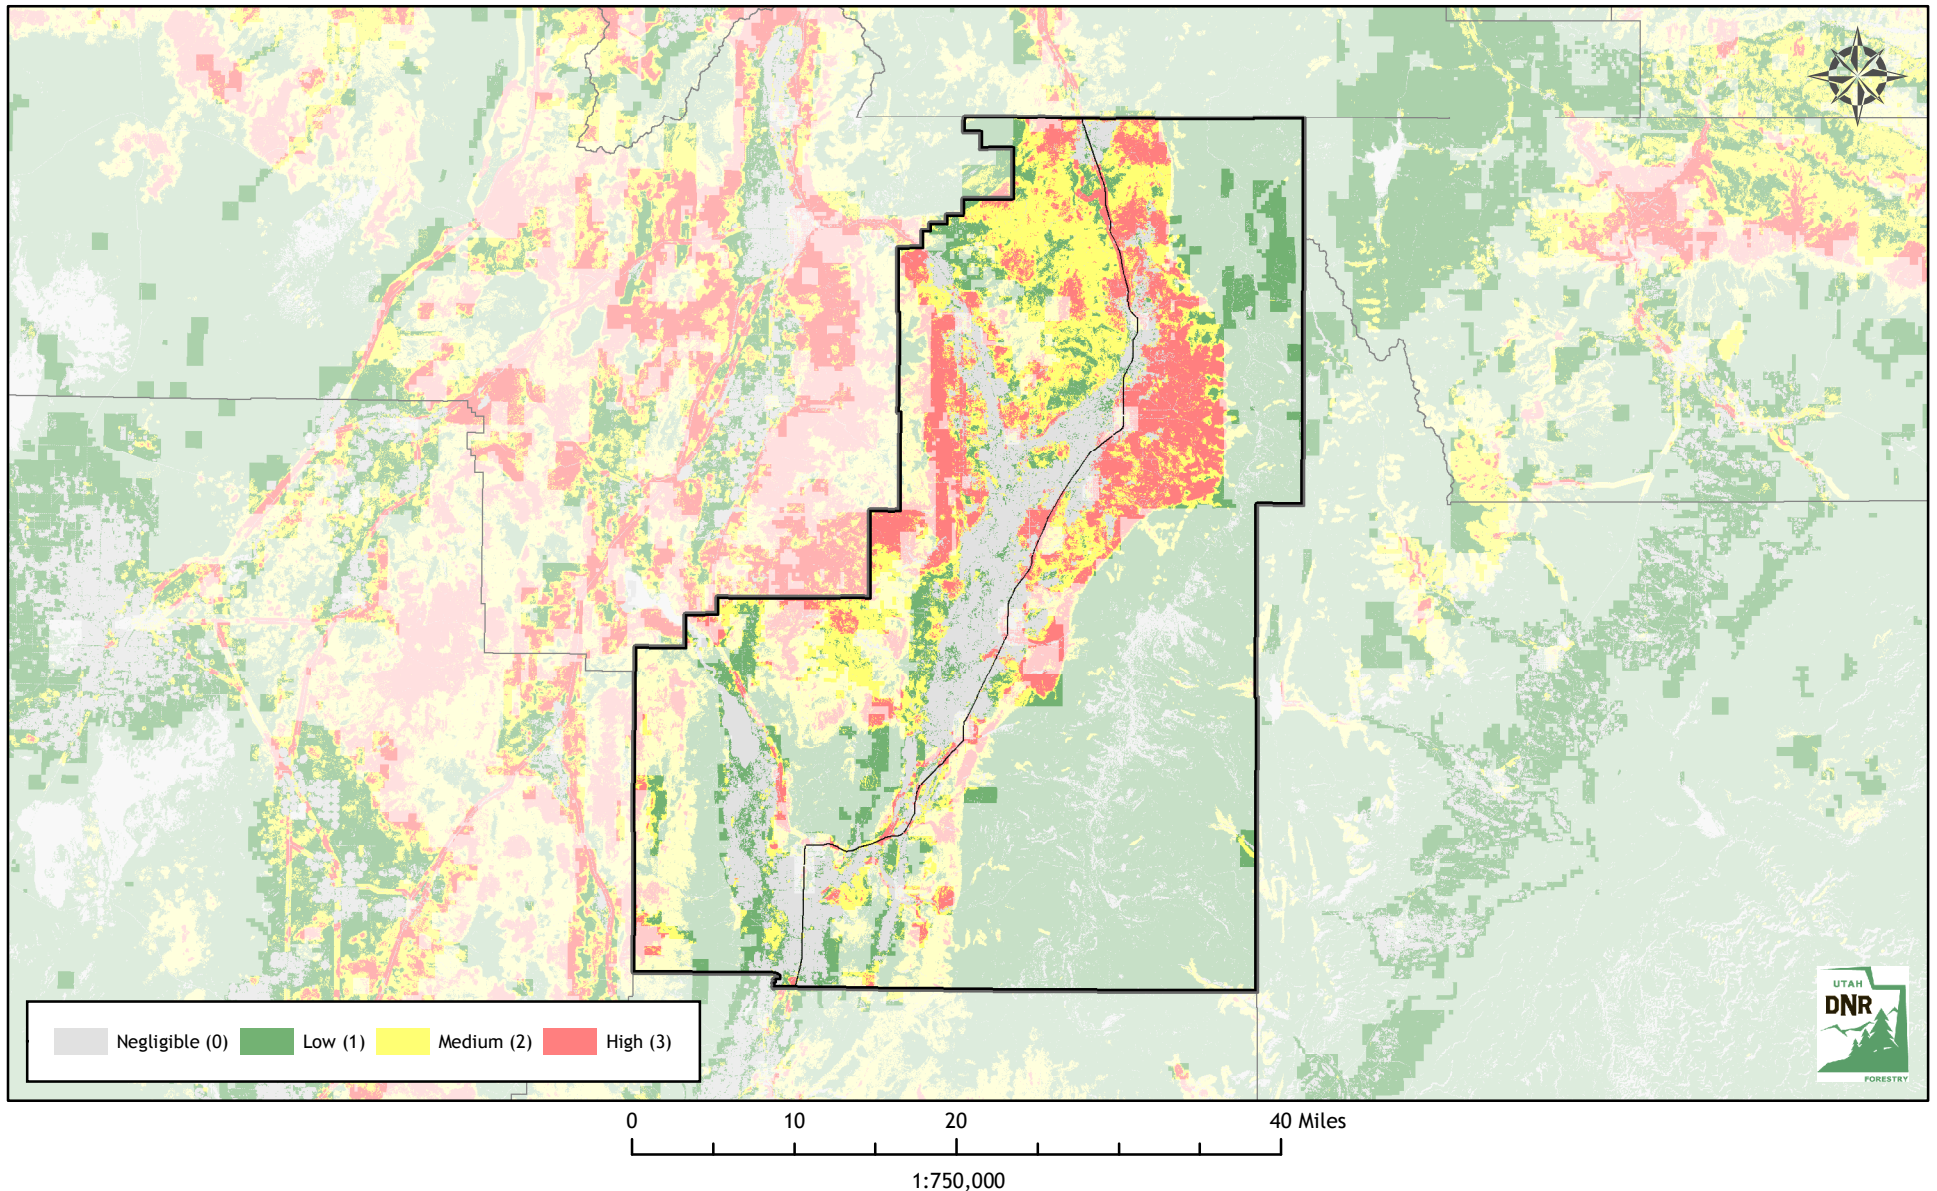 UTAH
DNR
FORESTRY
Negligible (0) Low (1) Medium (2) High (3)
0 10 20 40 Miles
1:750,000